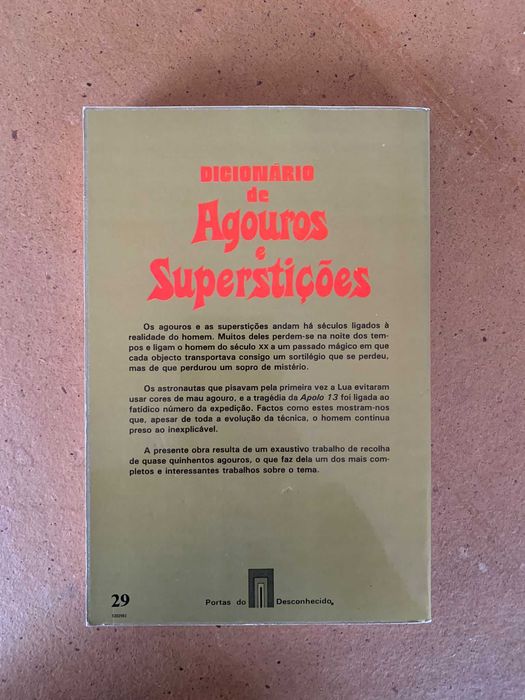 DICIONÁRIO
de
Agouros
e
Superstições
Os agouros e as superstições andam há séculos ligados à
realidade do homem. Muitos deles perdem-se na noite dos tem-
pos e ligam o homem do século XX a um passado mágico em que
cada objecto transportava consigo um sortilégio que se perdeu,
mas de que perdurou um sopro de mistério.
Os astronautas que pisavam pela primeira vez a Lua evitaram
usar cores de mau agouro, e a tragédia da Apolo 13 foi ligada ao
fatídico número da expedição. Factos como estes mostram-nos
que, apesar de toda a evolução da técnica, o homem continua
preso ao inexplicável.
A presente obra resulta de um exaustivo trabalho de recolha
de quase quinhentos agouros, o que faz dela um dos mais com-
pletos e interessantes trabalhos sobre o tema.
29
Portas do Desconhecido